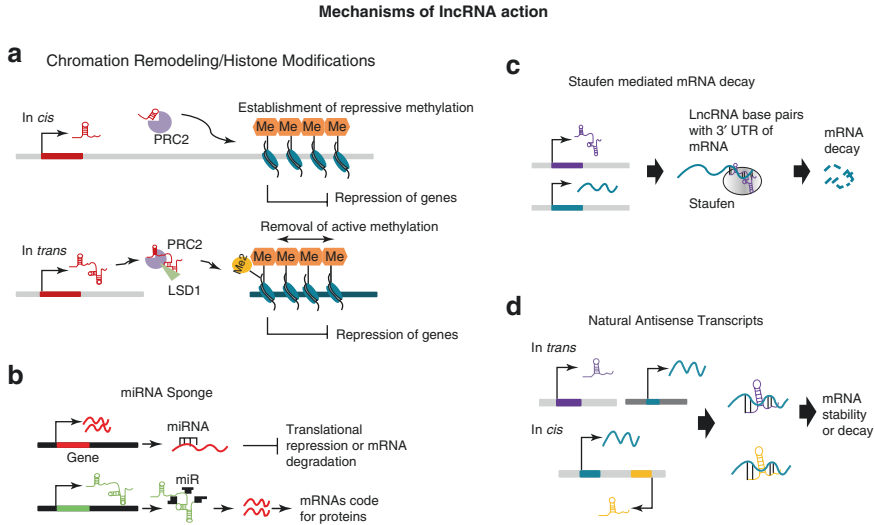 Mechanisms of lncRNA action
a
Chromation Remodeling/Histone Modifications
In cis
PRC2
Establishment of repressive methylation
Me Me Me Me
Repression of genes
In trans
PRC2
LSD1
Removal of active methylation
Me2
Me Me Me Me
Repression of genes
b
miRNA Sponge
Gene
miRNA
Translational
repression or mRNA
degradation
miR
mRNAs code
for proteins
c
Staufen mediated mRNA decay
LncRNA base pairs
with 3′ UTR of
mRNA
Staufen
mRNA
decay
d
Natural Antisense Transcripts
In trans
In cis
mRNA
stability
or decay